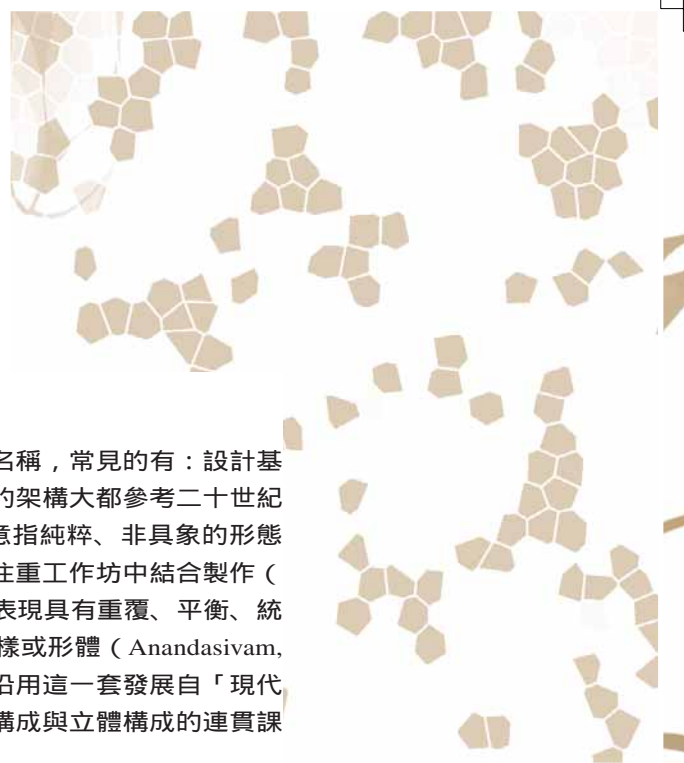 名稱，常見的有：設計基
的架構大都參考二十世紀
意指純粹、非具象的形態
注重工作坊中結合製作（
表現具有重覆、平衡、統
樣或形體（Anandasivam,
沿用這一套發展自「現代
構成與立體構成的連貫課